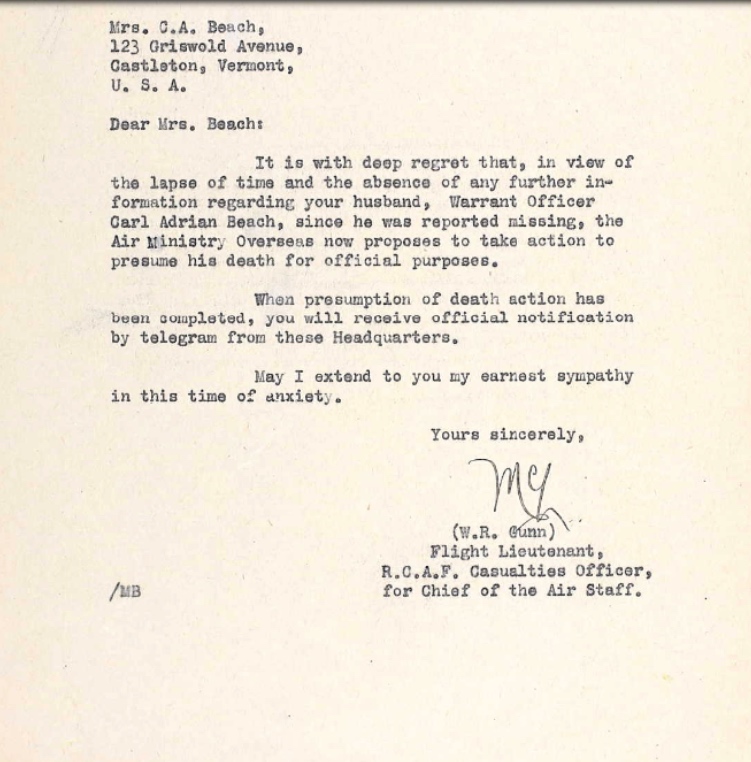 Mrs. C.A. Beach,
123 Griswold Avenue,
Castleton, Vermont,
U. S. A.
Dear Mrs. Beach:
It is with deep regret that, in view of
the lapse of time and the absence of any further in-
formation regarding your husband, Warrant Officer
Carl Adrian Beach, since he was reported missing, the
Air Ministry Overseas now proposes to take action to
presume his death for official purposes.
When presumption of death action has
been completed, you will receive official notification
by telegram from these Headquarters.
May I extend to you my earnest sympathy
in this time of anxiety.
Yours sincerely,
(W.R. Gunn)
Flight Lieutenant,
R.C.A.F. Casualties Officer,
/MB for Chief of the Air Staff.